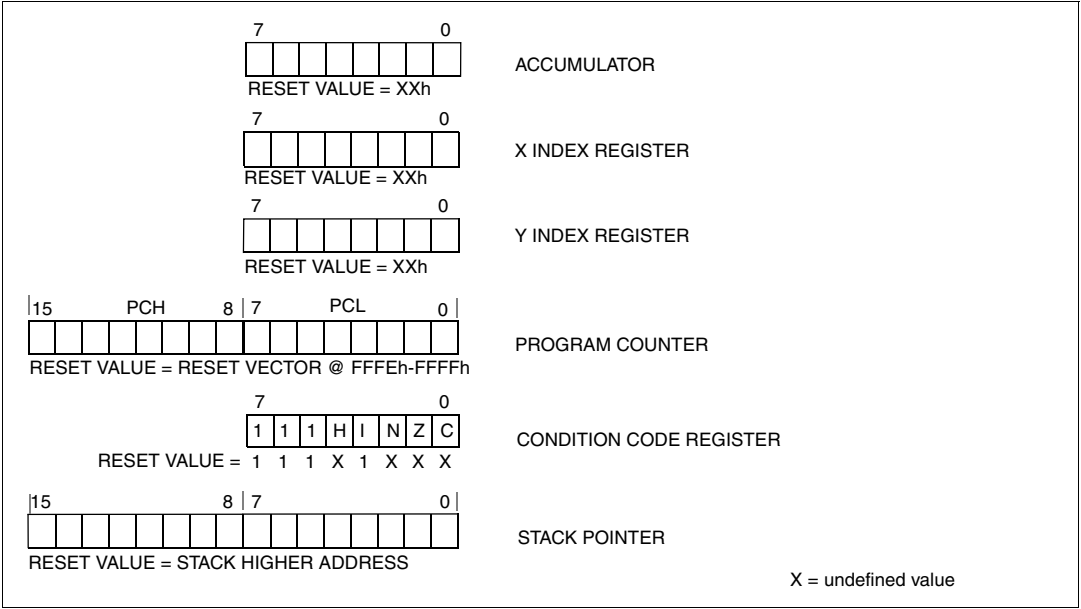 7 0
ACCUMULATOR
RESET VALUE = XXh
7 0
X INDEX REGISTER
RESET VALUE = XXh
7 0
Y INDEX REGISTER
RESET VALUE = XXh
15 PCH 8 7 PCL 0
PROGRAM COUNTER
RESET VALUE = RESET VECTOR @ FFFEh-FFFFh
7 0
1 1 1 H I N Z C
CONDITION CODE REGISTER
RESET VALUE = 1 1 1 X 1 X X X
15 8 7 0
STACK POINTER
RESET VALUE = STACK HIGHER ADDRESS
X = undefined value